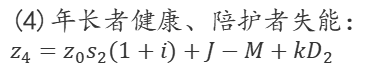 (4) 年长者健康、陪护者失能：
z₄ = z₀s₂(1 + i) + J − M + kD₂